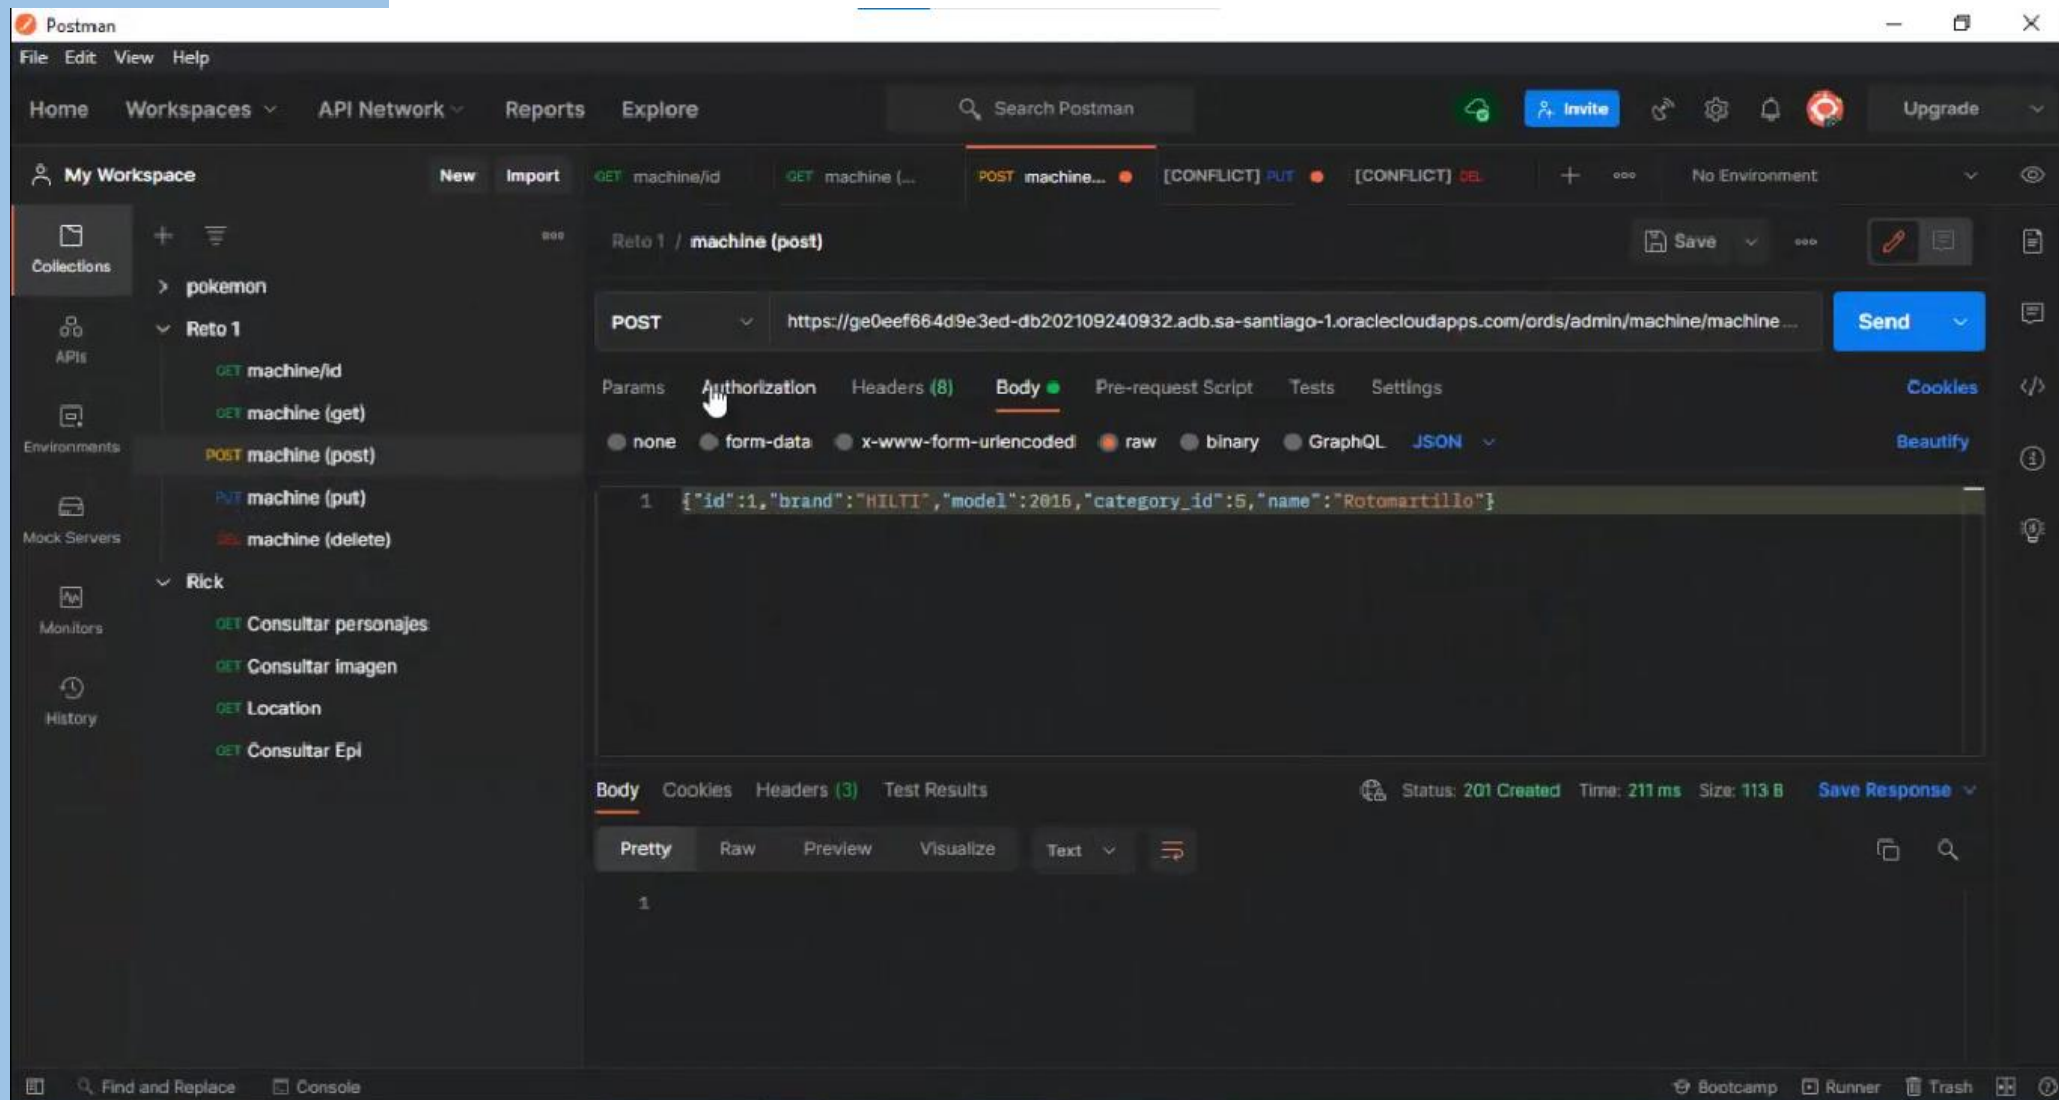 Postman
File Edit View Help
Home Workspaces API Network Reports Explore Search Postman Invite Upgrade
My Workspace New Import GET machine/id GET machine (... POST machine... [CONFLICT] PUT [CONFLICT] DEL No Environment
Collections
APIs
Environments
Mock Servers
Monitors
History
pokemon
Reto 1
GET machine/id
GET machine (get)
POST machine (post)
PUT machine (put)
DEL machine (delete)
Rick
GET Consultar personajes
GET Consultar imagen
GET Location
GET Consultar Epi
Reto 1 / machine (post) Save
POST https://ge0eef664d9e3ed-db202109240932.adb.sa-santiago-1.oraclecloudapps.com/ords/admin/machine/machine ... Send
Params Authorization Headers (8) Body Pre-request Script Tests Settings Cookies
none form-data x-www-form-urlencoded raw binary GraphQL JSON Beautify
1 {"id":1,"brand":"HILTI","model":2015,"category_id":5,"name":"Rotomartillo"}
Body Cookies Headers (3) Test Results Status: 201 Created Time: 211 ms Size: 113 B Save Response
Pretty Raw Preview Visualize Text
1
Find and Replace Console Bootcamp Runner Trash